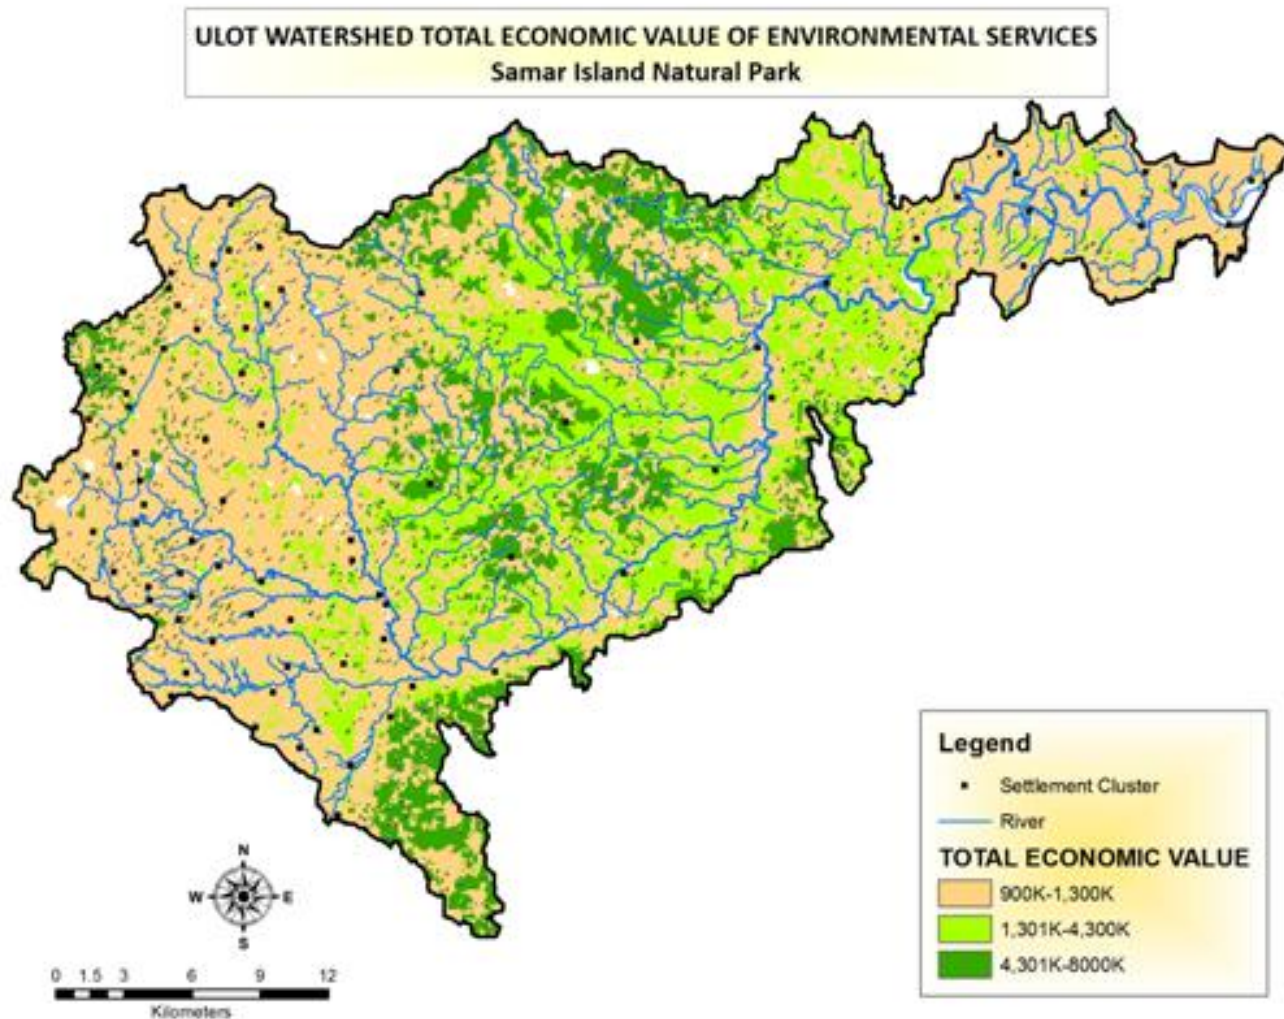 ULOT WATERSHED TOTAL ECONOMIC VALUE OF ENVIRONMENTAL SERVICES
Samar Island Natural Park
Legend
Settlement Cluster
River
TOTAL ECONOMIC VALUE
900K-1,300K
1,301K-4,300K
4,301K-8000K
N
W E
S
0 1.5 3 6 9 12
Kilometers